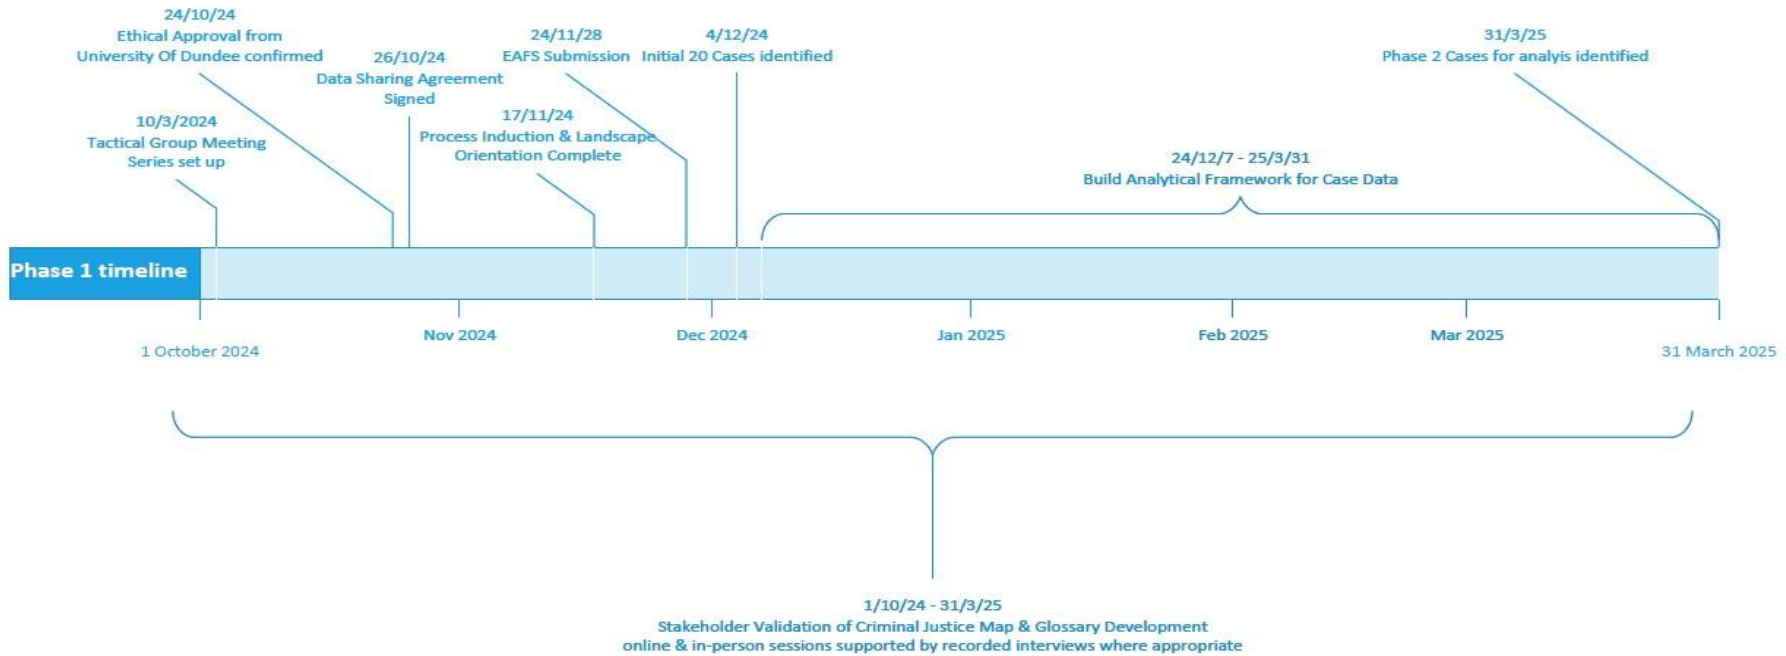 24/10/24
Ethical Approval from
University Of Dundee confirmed
26/10/24
Data Sharing Agreement
Signed
24/11/28
EAFS Submission
4/12/24
Initial 20 Cases identified
31/3/25
Phase 2 Cases for analyis identified
10/3/2024
Tactical Group Meeting
Series set up
17/11/24
Process Induction & Landscape
Orientation Complete
24/12/7 - 25/3/31
Build Analytical Framework for Case Data
Phase 1 timeline
1 October 2024
Nov 2024
Dec 2024
Jan 2025
Feb 2025
Mar 2025
31 March 2025
1/10/24 - 31/3/25
Stakeholder Validation of Criminal Justice Map & Glossary Development
online & in-person sessions supported by recorded interviews where appropriate